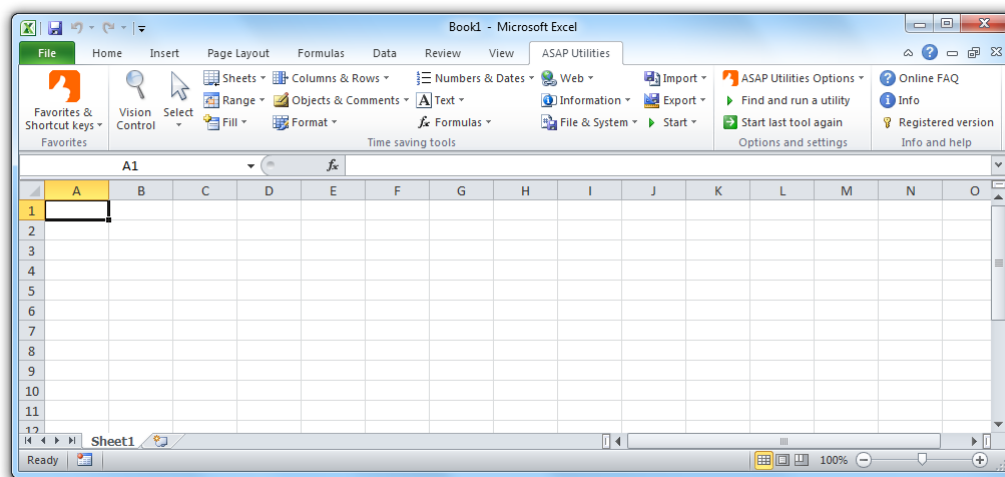 Book1 - Microsoft Excel
File Home Insert Page Layout Formulas Data Review View ASAP Utilities
Sheets Columns & Rows Numbers & Dates Web Import ASAP Utilities Options Online FAQ
Favorites & Shortcut keys Vision Control Select Range Objects & Comments Text Information Export Find and run a utility Info
Fill Format Formulas File & System Start Start last tool again Registered version
Favorites Time saving tools Options and settings Info and help
A1 fx
A B C D E F G H I J K L M N O
1
2
3
4
5
6
7
8
9
10
11
12
Sheet1
Ready 100%